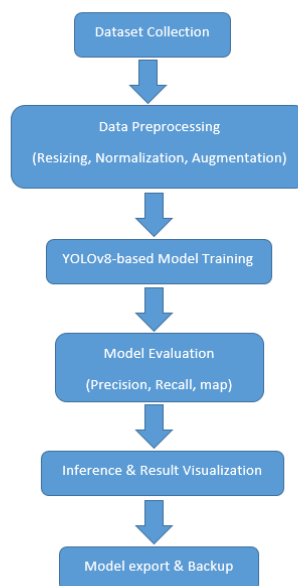 Dataset Collection
Data Preprocessing
(Resizing, Normalization, Augmentation)
YOLOv8-based Model Training
Model Evaluation
(Precision, Recall, map)
Inference & Result Visualization
Model export & Backup